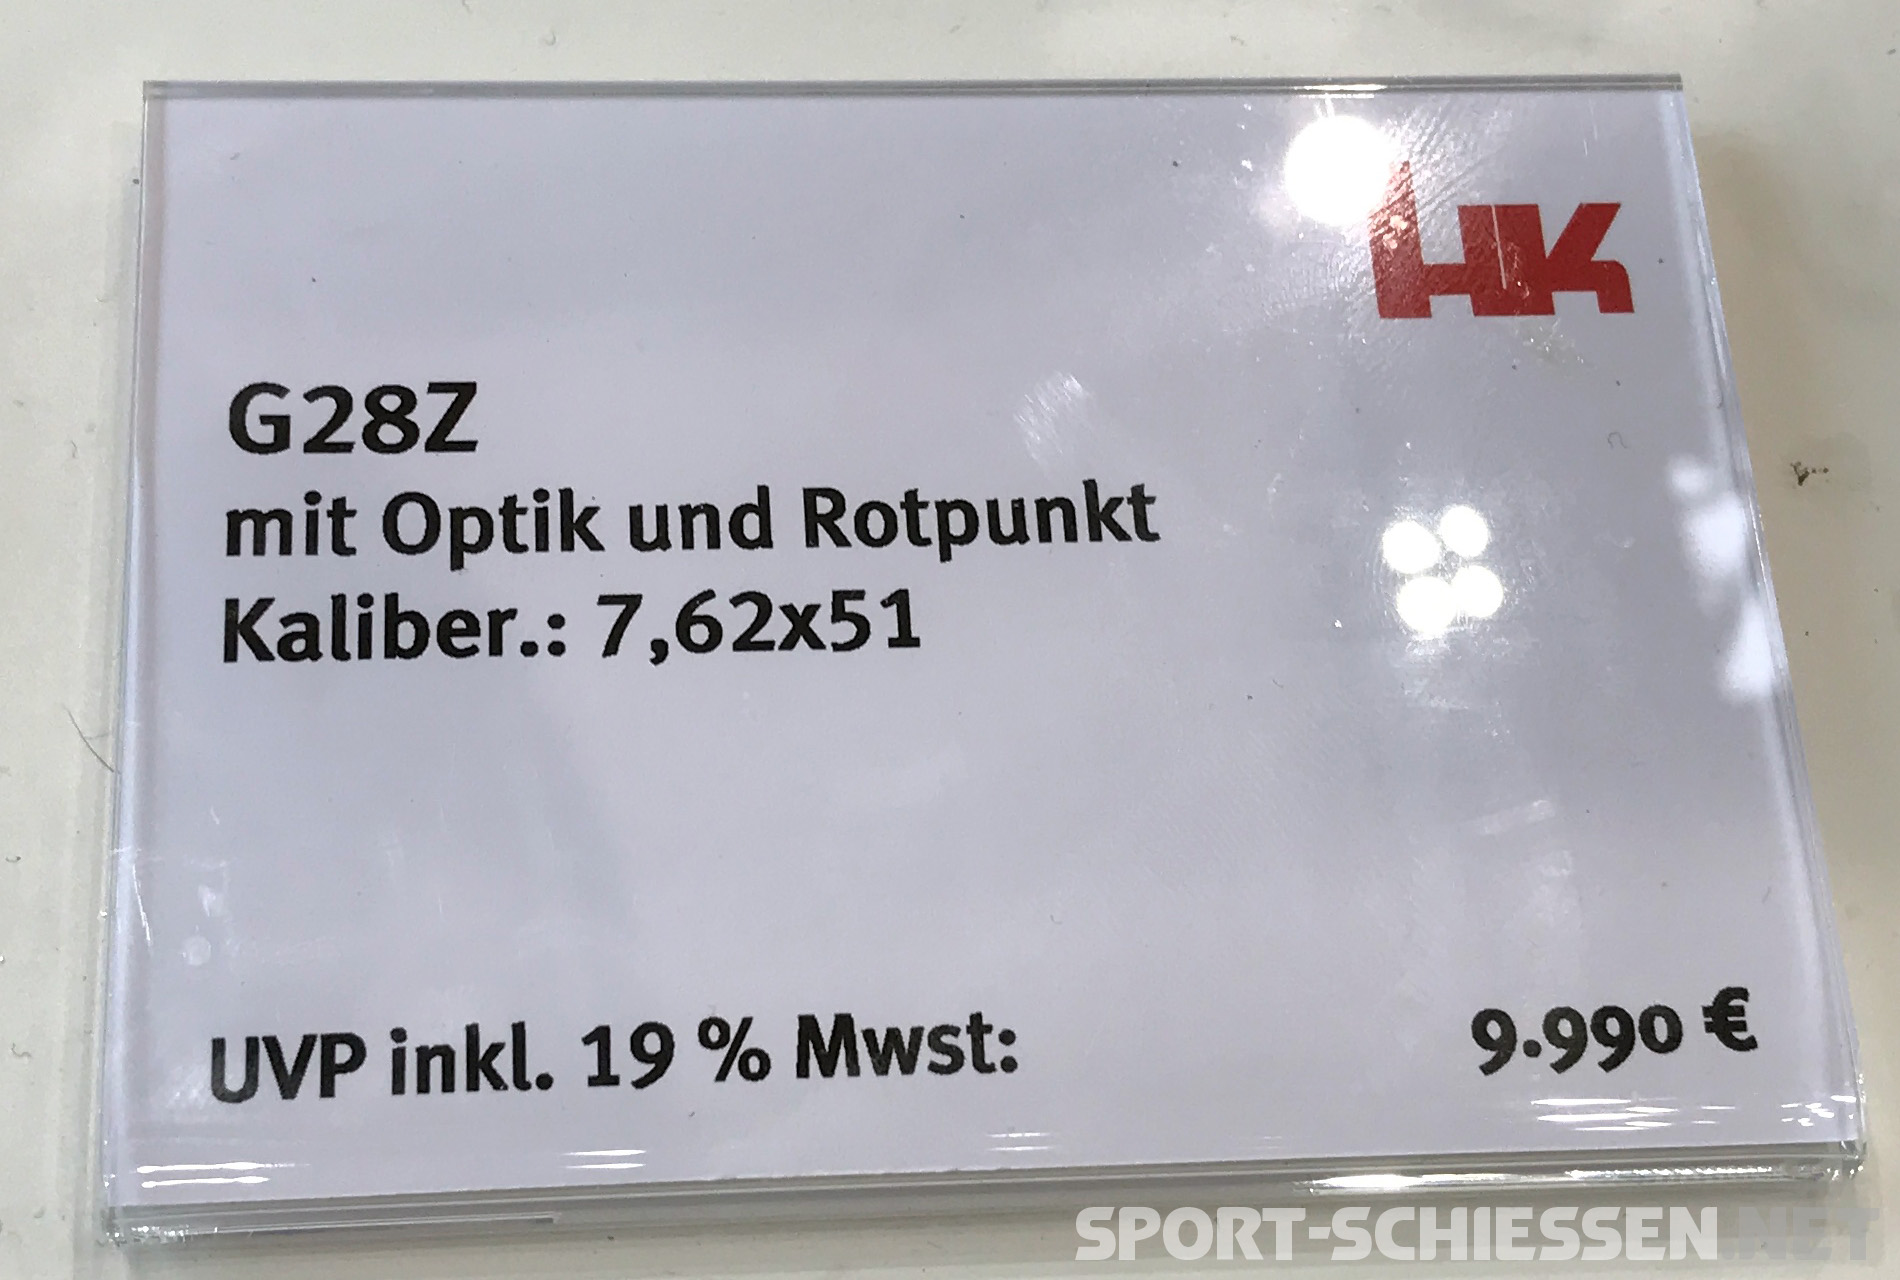 HK
G28Z
mit Optik und Rotpunkt
Kaliber.: 7,62x51
UVP inkl. 19 % Mwst: 9.990 €
SPORT-SCHIESSEN.NET